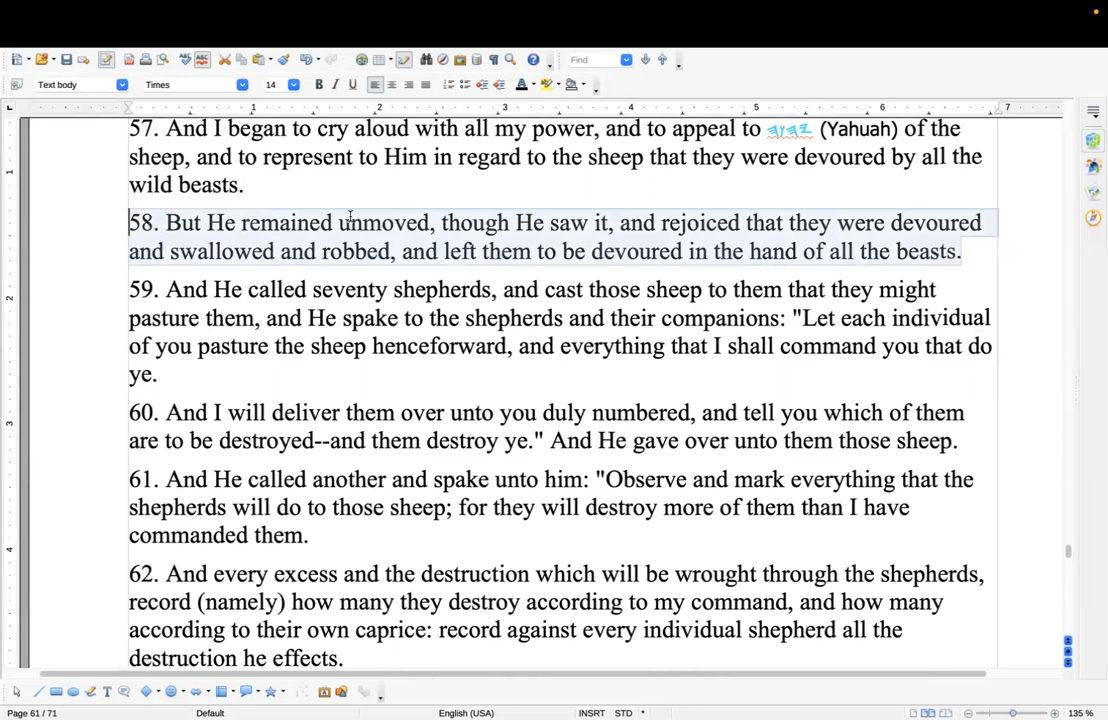 Text body Times 14 Find
1 2 3 4 5 6 7
57. And I began to cry aloud with all my power, and to appeal to 𐤉𐤄𐤅𐤄 (Yahuah) of the
sheep, and to represent to Him in regard to the sheep that they were devoured by all the
wild beasts.
58. But He remained unmoved, though He saw it, and rejoiced that they were devoured
and swallowed and robbed, and left them to be devoured in the hand of all the beasts.
59. And He called seventy shepherds, and cast those sheep to them that they might
pasture them, and He spake to the shepherds and their companions: "Let each individual
of you pasture the sheep henceforward, and everything that I shall command you that do
ye.
60. And I will deliver them over unto you duly numbered, and tell you which of them
are to be destroyed--and them destroy ye." And He gave over unto them those sheep.
61. And He called another and spake unto him: "Observe and mark everything that the
shepherds will do to those sheep; for they will destroy more of them than I have
commanded them.
62. And every excess and the destruction which will be wrought through the shepherds,
record (namely) how many they destroy according to my command, and how many
according to their own caprice: record against every individual shepherd all the
destruction he effects.
Page 61 / 71 Default English (USA) INSRT STD * 135 %